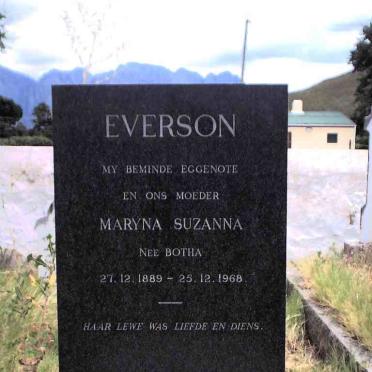 EVERSON
MY BEMINDE EGGENOTE
EN ONS MOEDER
MARYNA SUZANNA
NEE BOTHA
27.12.1889 – 25.12.1968.
HAAR LEWE WAS LIEFDE EN DIENS.